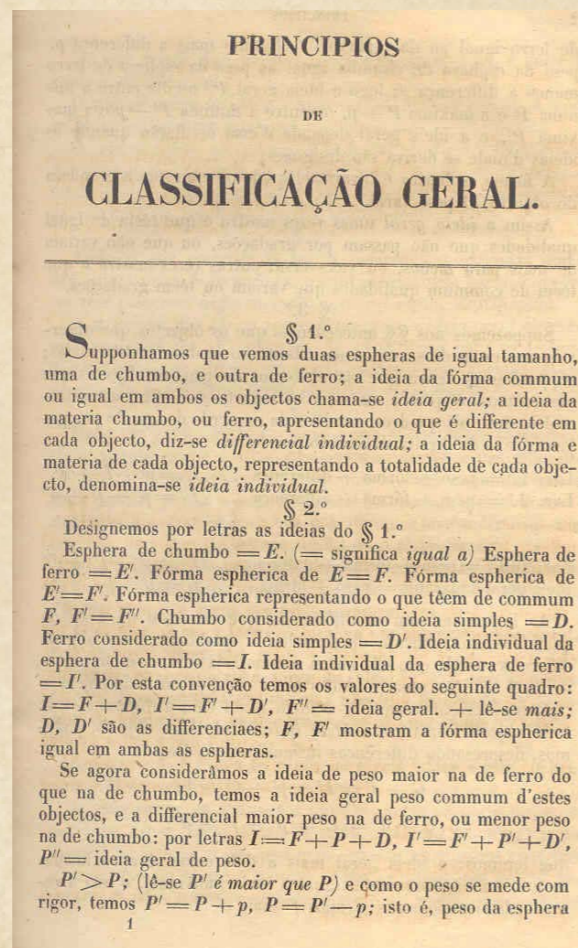 PRINCIPIOS
DE
CLASSIFICAÇÃO GERAL.
§ 1.º
Supponhamos que vemos duas espheras de igual tamanho,
uma de chumbo, e outra de ferro; a ideia da fórma commum
ou igual em ambos os objectos chama-se ideia geral; a ideia da
materia chumbo, ou ferro, apresentando o que é differente em
cada objecto, diz-se differencial individual; a ideia da fórma e
materia de cada objecto, representando a totalidade de cada obje-
cto, denomina-se ideia individual.
§ 2.º
Designemos por letras as ideias do § 1.º
Esphera de chumbo = E. (= significa igual a) Esphera de
ferro = E'. Fórma espherica de E=F. Fórma espherica de
E'=F'. Fórma espherica representando o que têem de commum
F, F'=F''. Chumbo considerado como ideia simples = D.
Ferro considerado como ideia simples = D'. Ideia individual da
esphera de chumbo = I. Ideia individual da esphera de ferro
= I'. Por esta convenção temos os valores do seguinte quadro:
I=F+D, I'=F'+D', F''= ideia geral. + lê-se mais;
D, D' são as differenciaes; F, F' mostram a fórma espherica
igual em ambas as espheras.
Se agora considerâmos a ideia de peso maior na de ferro do
que na de chumbo, temos a ideia geral peso commum d'estes
objectos, e a differencial maior peso na de ferro, ou menor peso
na de chumbo: por letras I=F+P+D, I'=F'+P'+D',
P''= ideia geral de peso.
P'>P; (lê-se P' é maior que P) e como o peso se mede com
rigor, temos P'=P+p, P=P'—p; isto é, peso da esphera
1